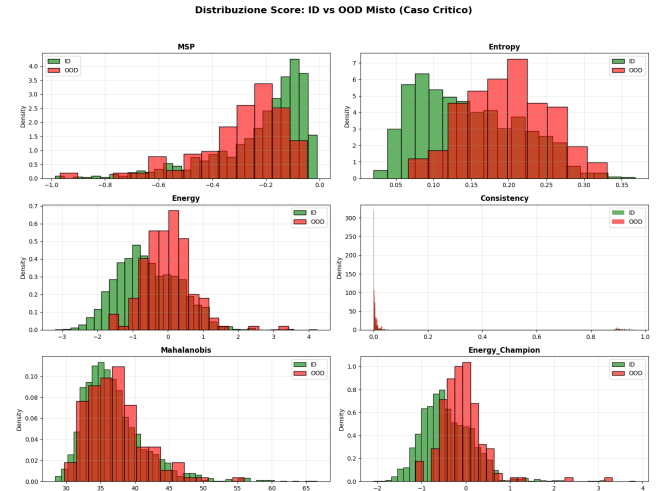 Distribuzione Score: ID vs OOD Misto (Caso Critico)
MSP
ID
OOD
Density
4.0
3.5
3.0
2.5
2.0
1.5
1.0
0.5
0.0
−1.0 −0.8 −0.6 −0.4 −0.2 0.0
Entropy
ID
OOD
Density
7
6
5
4
3
2
1
0
0.05 0.10 0.15 0.20 0.25 0.30 0.35
Energy
ID
OOD
Density
0.7
0.6
0.5
0.4
0.3
0.2
0.1
0.0
−3 −2 −1 0 1 2 3 4
Consistency
ID
OOD
Density
300
250
200
150
100
50
0
0.0 0.2 0.4 0.6 0.8 1.0
Mahalanobis
ID
OOD
Density
0.10
0.08
0.06
0.04
0.02
0.00
30 35 40 45 50 55 60 65
Energy_Champion
ID
OOD
Density
1.0
0.8
0.6
0.4
0.2
0.0
−2 −1 0 1 2 3 4